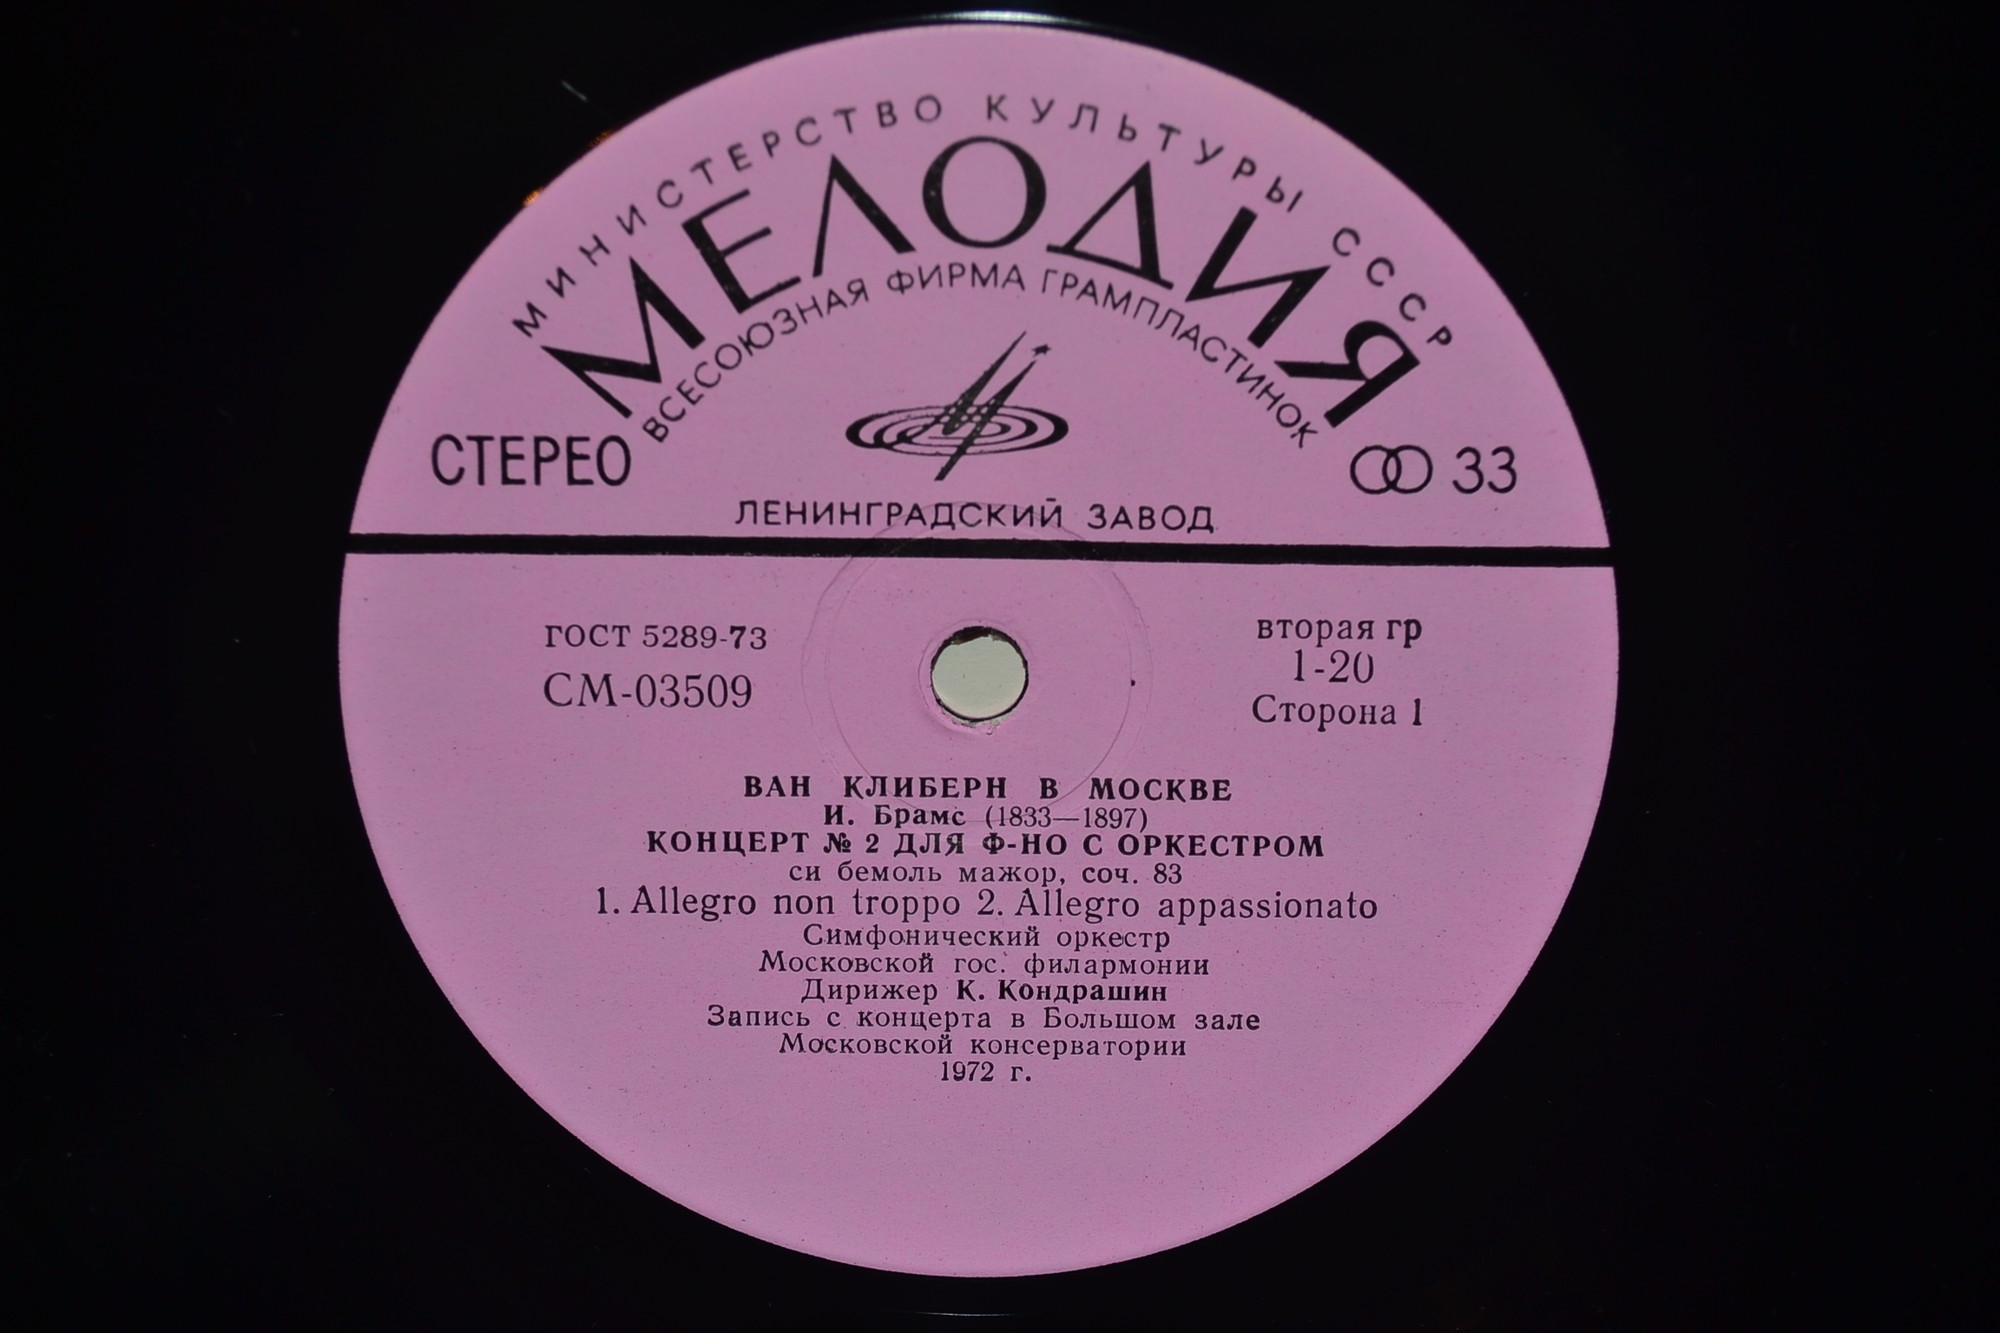 МИНИСТЕРСТВО КУЛЬТУРЫ СССР
МЕЛОДИЯ
ВСЕСОЮЗНАЯ ФИРМА ГРАМПЛАСТИНОК
СТЕРЕО
33
ЛЕНИНГРАДСКИЙ ЗАВОД
ГОСТ 5289-73
СМ-03509
вторая гр
1-20
Сторона 1
ВАН КЛИБЕРН В МОСКВЕ
И. Брамс (1833—1897)
КОНЦЕРТ № 2 ДЛЯ Ф-НО С ОРКЕСТРОМ
си бемоль мажор, соч. 83
1. Allegro non troppo 2. Allegro appassionato
Симфонический оркестр
Московской гос. филармонии
Дирижер К. Кондрашин
Запись с концерта в Большом зале
Московской консерватории
1972 г.